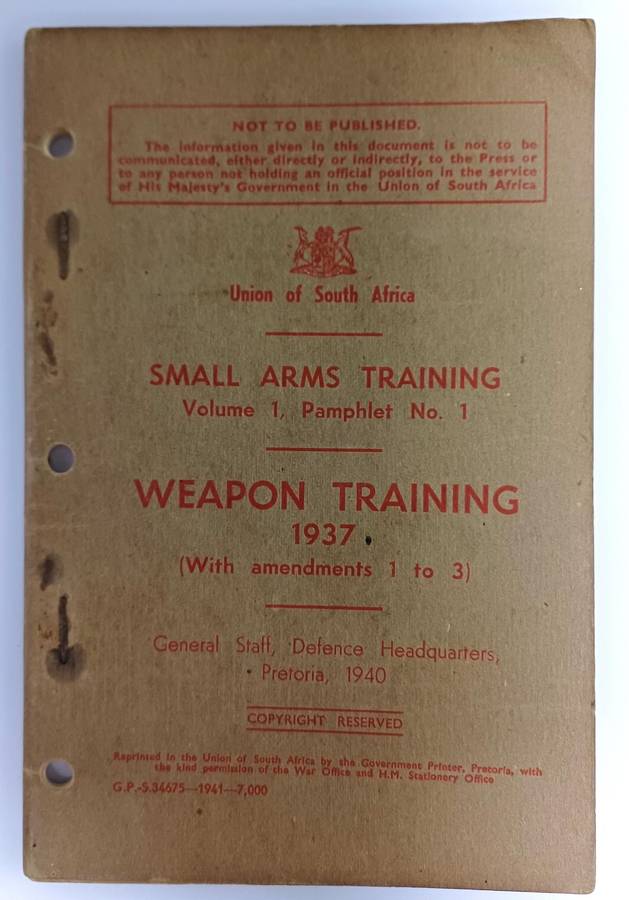 NOT TO BE PUBLISHED.
The information given in this document is not to be
communicated, either directly or indirectly, to the Press or
to any person not holding an official position in the service
of His Majesty's Government in the Union of South Africa
Union of South Africa
SMALL ARMS TRAINING
Volume 1, Pamphlet No. 1
WEAPON TRAINING
1937
(With amendments 1 to 3)
General Staff, Defence Headquarters,
Pretoria, 1940
COPYRIGHT RESERVED
Reprinted in the Union of South Africa by the Government Printer, Pretoria, with
the kind permission of the War Office and H.M. Stationery Office
G.P.-S.34675—1941—7,000